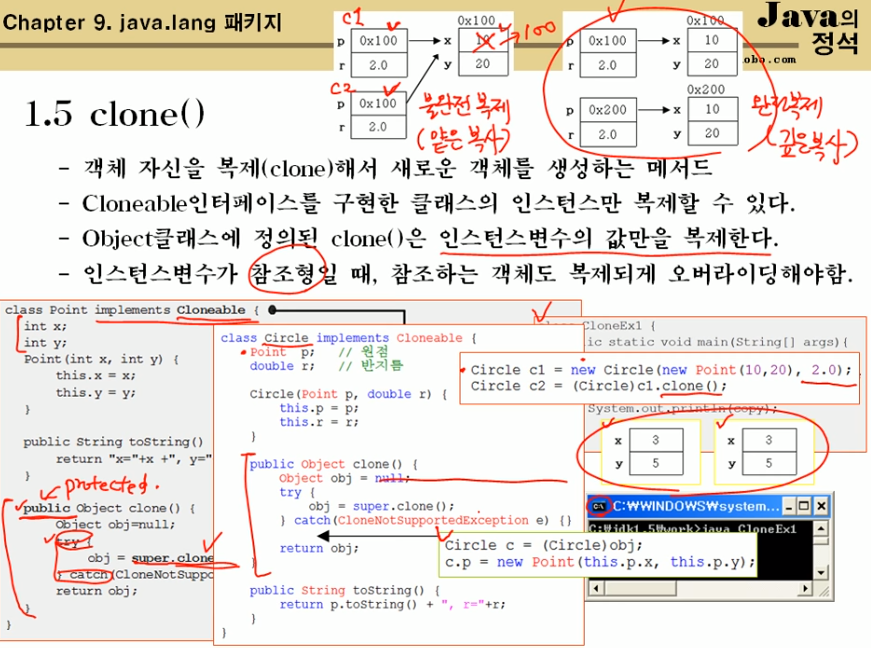 Chapter 9. java.lang 패키지
Java의
정석
obo.com
c1
0x100
p 0x100 x 10 100
r 2.0 y 20
c2
p 0x100
r 2.0
불완전 복제
(얕은 복사)
0x100
p 0x100 x 10
r 2.0 y 20
0x200
p 0x200 x 10
r 2.0 y 20
완전복제
(깊은복사)
1.5 clone()
- 객체 자신을 복제(clone)해서 새로운 객체를 생성하는 메서드
- Cloneable인터페이스를 구현한 클래스의 인스턴스만 복제할 수 있다.
- Object클래스에 정의된 clone()은 인스턴스변수의 값만을 복제한다.
- 인스턴스변수가 참조형일 때, 참조하는 객체도 복제되게 오버라이딩해야함.
class Point implements Cloneable {
int x;
int y;
Point(int x, int y) {
this.x = x;
this.y = y;
}
public String toString()
return "x="+x +", y="
}
protected.
public Object clone() {
Object obj=null;
try {
obj = super.clone
} catch(CloneNotSuppo
return obj;
}
}
class Circle implements Cloneable {
Point p; // 원점
double r; // 반지름
Circle(Point p, double r) {
this.p = p;
this.r = r;
}
public Object clone() {
Object obj = null;
try {
obj = super.clone();
} catch(CloneNotSupportedException e) {}
return obj;
}
public String toString() {
return p.toString() + ", r="+r;
}
}
Circle c = (Circle)obj;
c.p = new Point(this.p.x, this.p.y);
CloneEx1 {
ic static void main(String[] args){
Circle c1 = new Circle(new Point(10,20), 2.0);
Circle c2 = (Circle)c1.clone();
System.out.println(copy);
x 3 x 3
y 5 y 5
C:₩WINDOWS₩system...
C:₩jdk1.5₩work>java CloneEx1